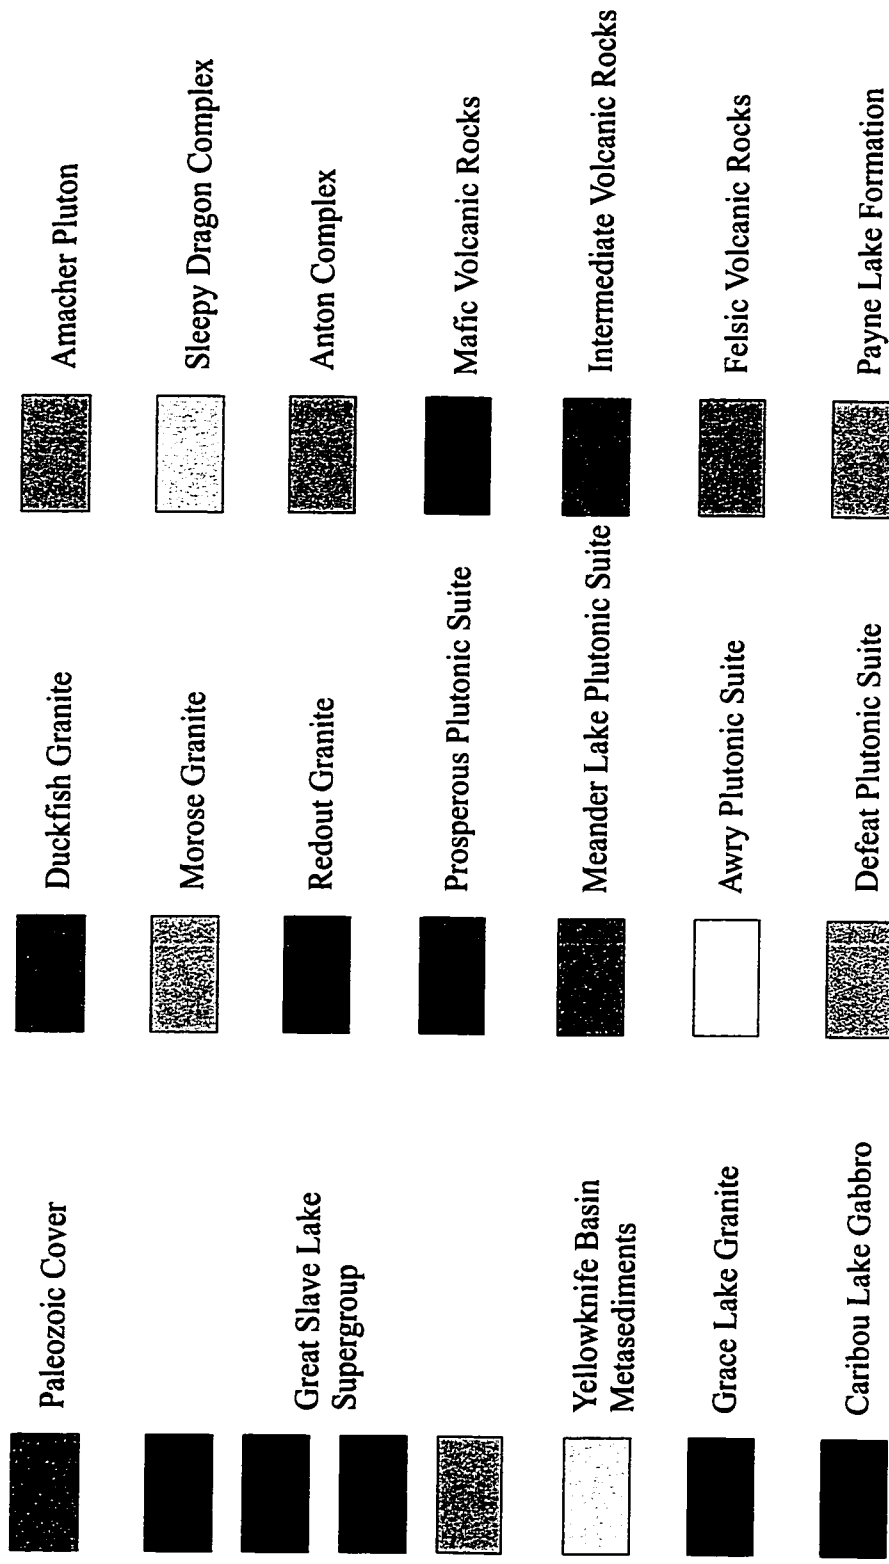 Paleozoic Cover
Great Slave Lake
Supergroup
Yellowknife Basin
Metasediments
Grace Lake Granite
Caribou Lake Gabbro
Duckfish Granite
Morose Granite
Redout Granite
Prosperous Plutonic Suite
Meander Lake Plutonic Suite
Awry Plutonic Suite
Defeat Plutonic Suite
Amacher Pluton
Sleepy Dragon Complex
Anton Complex
Mafic Volcanic Rocks
Intermediate Volcanic Rocks
Felsic Volcanic Rocks
Payne Lake Formation